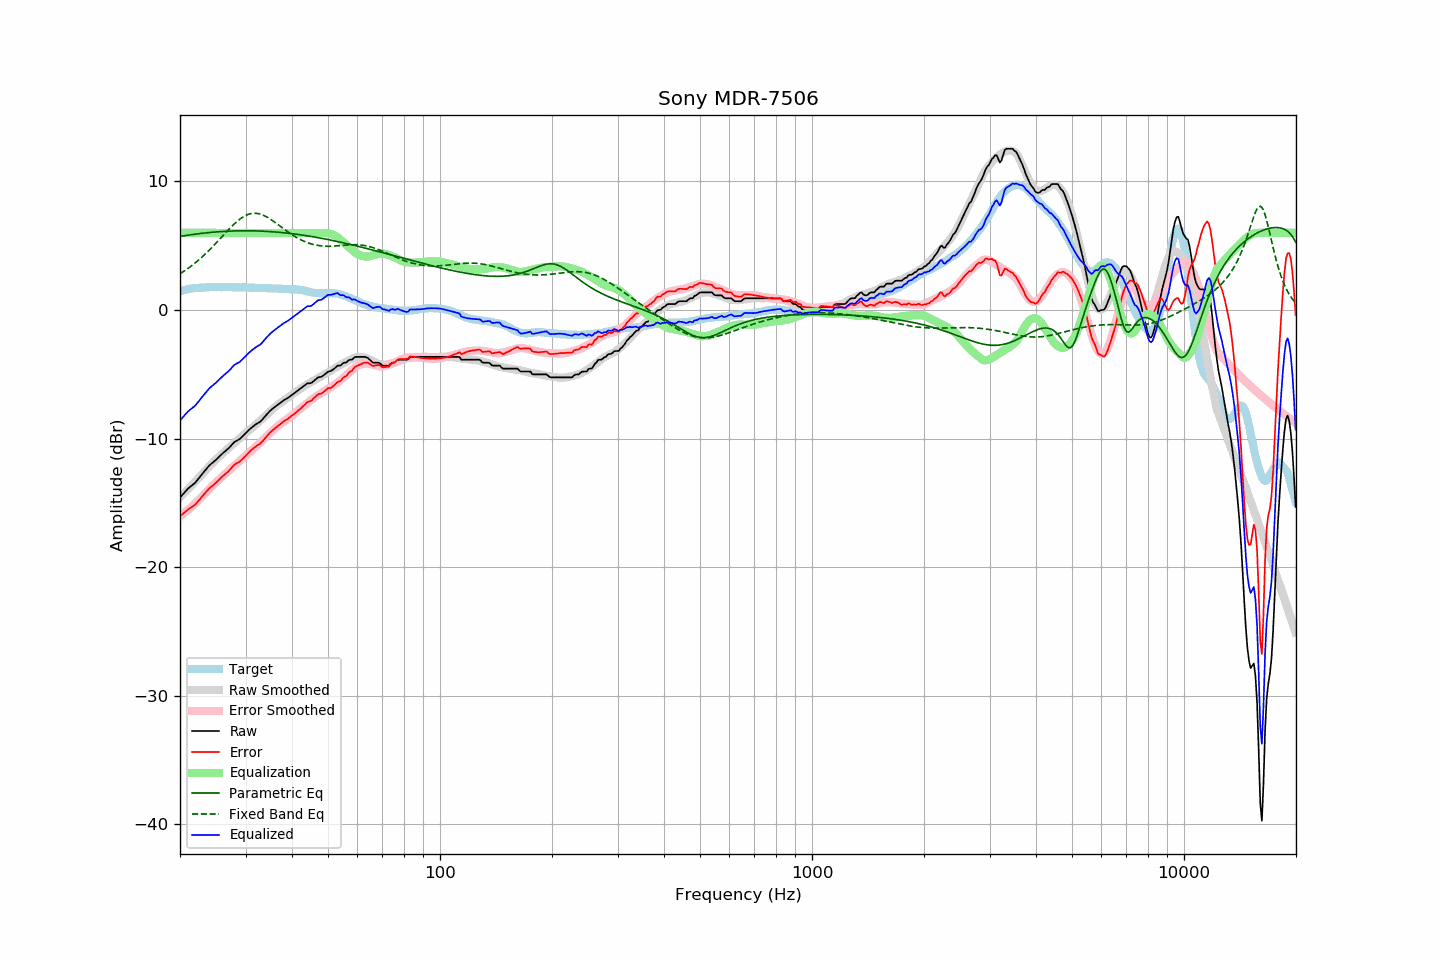 Sony MDR-7506
10
0
−10
−20
−30
−40
Amplitude (dBr)
Target
Raw Smoothed
Error Smoothed
Raw
Error
Equalization
Parametric Eq
Fixed Band Eq
Equalized
100
1000
10000
Frequency (Hz)